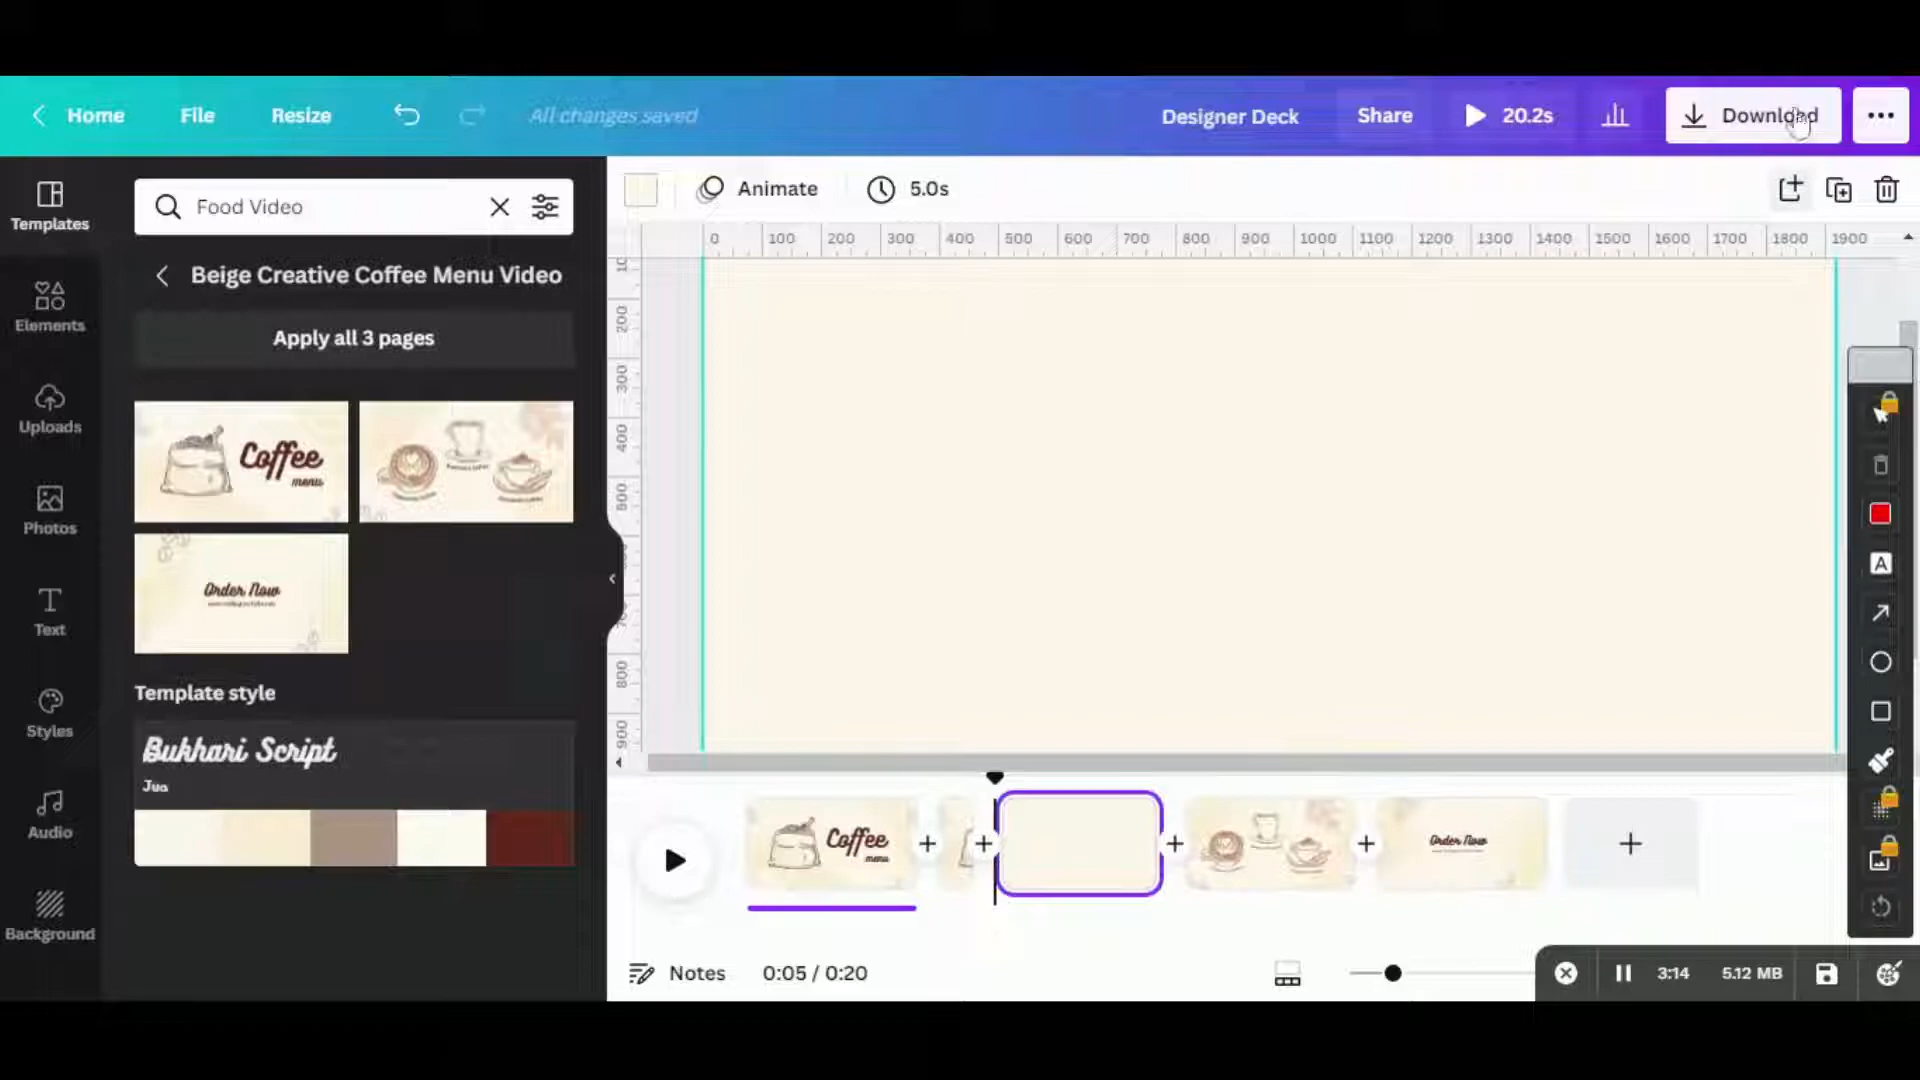 Home File Resize All changes saved Designer Deck Share 20.2s Download
Templates
Elements
Uploads
Photos
Text
Styles
Audio
Background
Food Video
Beige Creative Coffee Menu Video
Apply all 3 pages
Coffee
menu
Order Now
Template style
Bukhari Script
Jua
Animate 5.0s
0 100 200 300 400 500 600 700 800 900 1000 1100 1200 1300 1400 1500 1600 1700 1800 1900
200
300
400
500
800
900
A
Coffee
menu
Order Now
Notes 0:05 / 0:20
3:14 5.12 MB